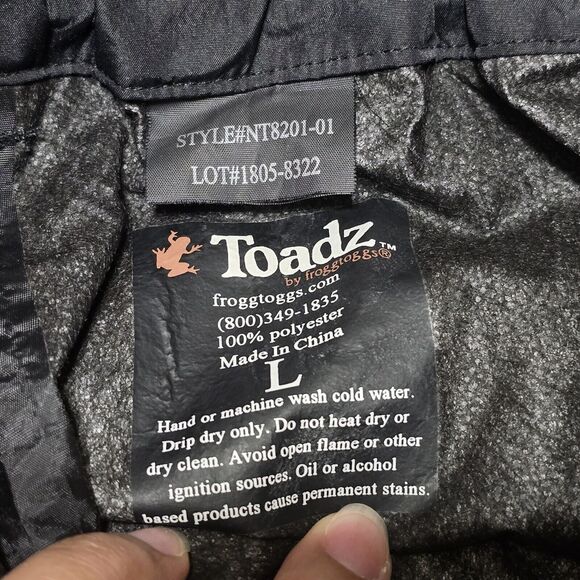 STYLE#NT8201-01
LOT#1805-8322
Toadz™
by froggtoggs®
froggtoggs.com
(800)349-1835
100% polyester
Made In China
L
Hand or machine wash cold water.
Drip dry only. Do not heat dry or
dry clean. Avoid open flame or other
ignition sources. Oil or alcohol
based products cause permanent stains.